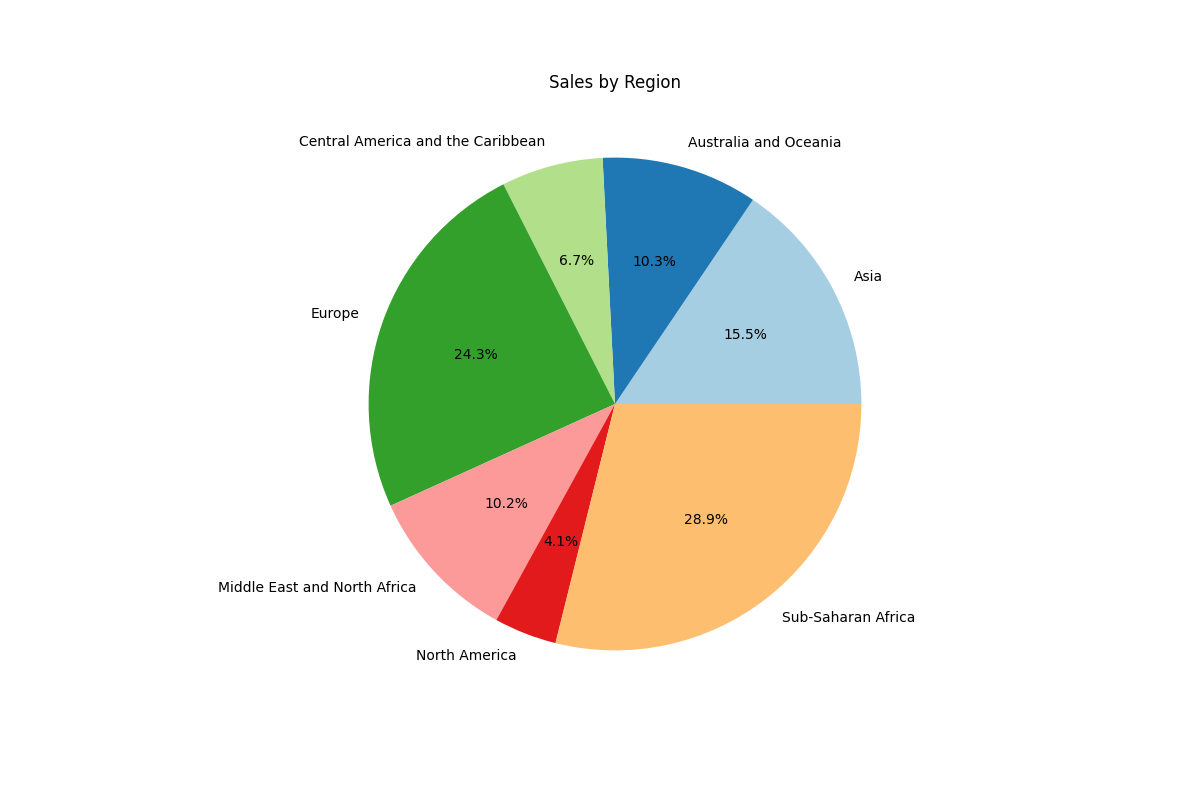 Sales by Region
Central America and the Caribbean
Australia and Oceania
6.7%
10.3%
Asia
Europe
15.5%
24.3%
10.2%
28.9%
4.1%
Middle East and North Africa
Sub-Saharan Africa
North America